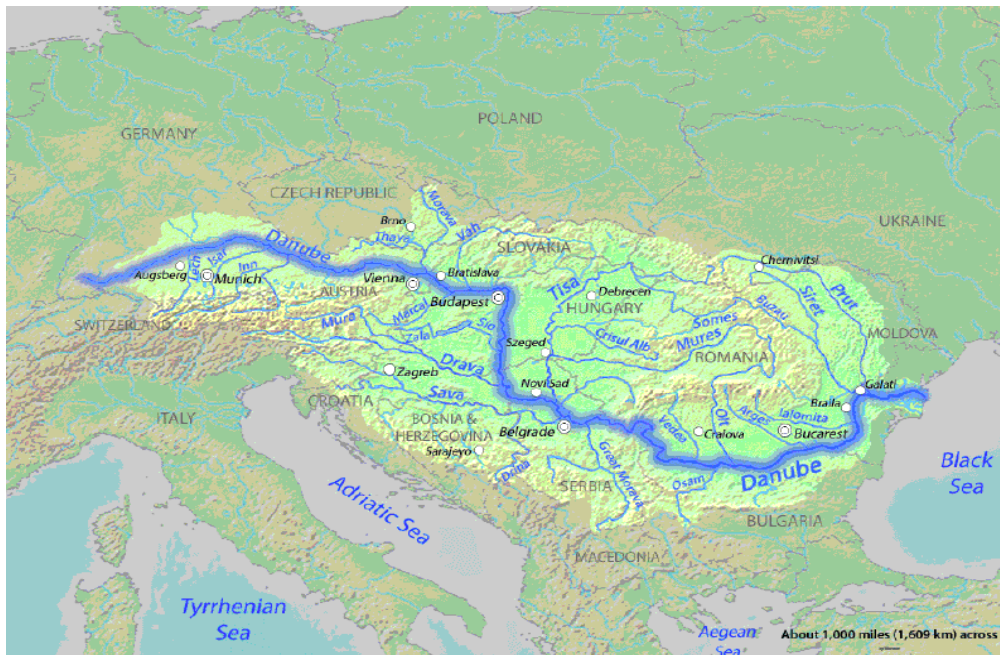 POLAND
GERMANY
CZECH REPUBLIC
Morava
UKRAINE
Brno
Vah
Danube
Thaya
SLOVAKIA
Chernivitsi
Lech
Isar
Inn
Augsberg
Munich
Vienna
Bratislava
Tisa
Debrecen
AUSTRIA
Budapest
HUNGARY
Buzau
Siret
Prut
SWITZERLAND
Mura
Marcal
Zala
Sio
Somes
Mures
Crisul Alb
MOLDOVA
Szeged
ROMANIA
Drava
Zagreb
Novi Sad
Galati
Sava
Braila
CROATIA
ITALY
BOSNIA &
HERZEGOVINA
Olt
Arges
Ialomita
Vedea
Belgrade
Cralova
Bucarest
Sarajevo
Great Morava
Drina
Danube
Black
Sea
Adriatic Sea
SERBIA
Osam
BULGARIA
MACEDONIA
Tyrrhenian
Sea
Aegean
Sea
About 1,000 miles (1,609 km) across